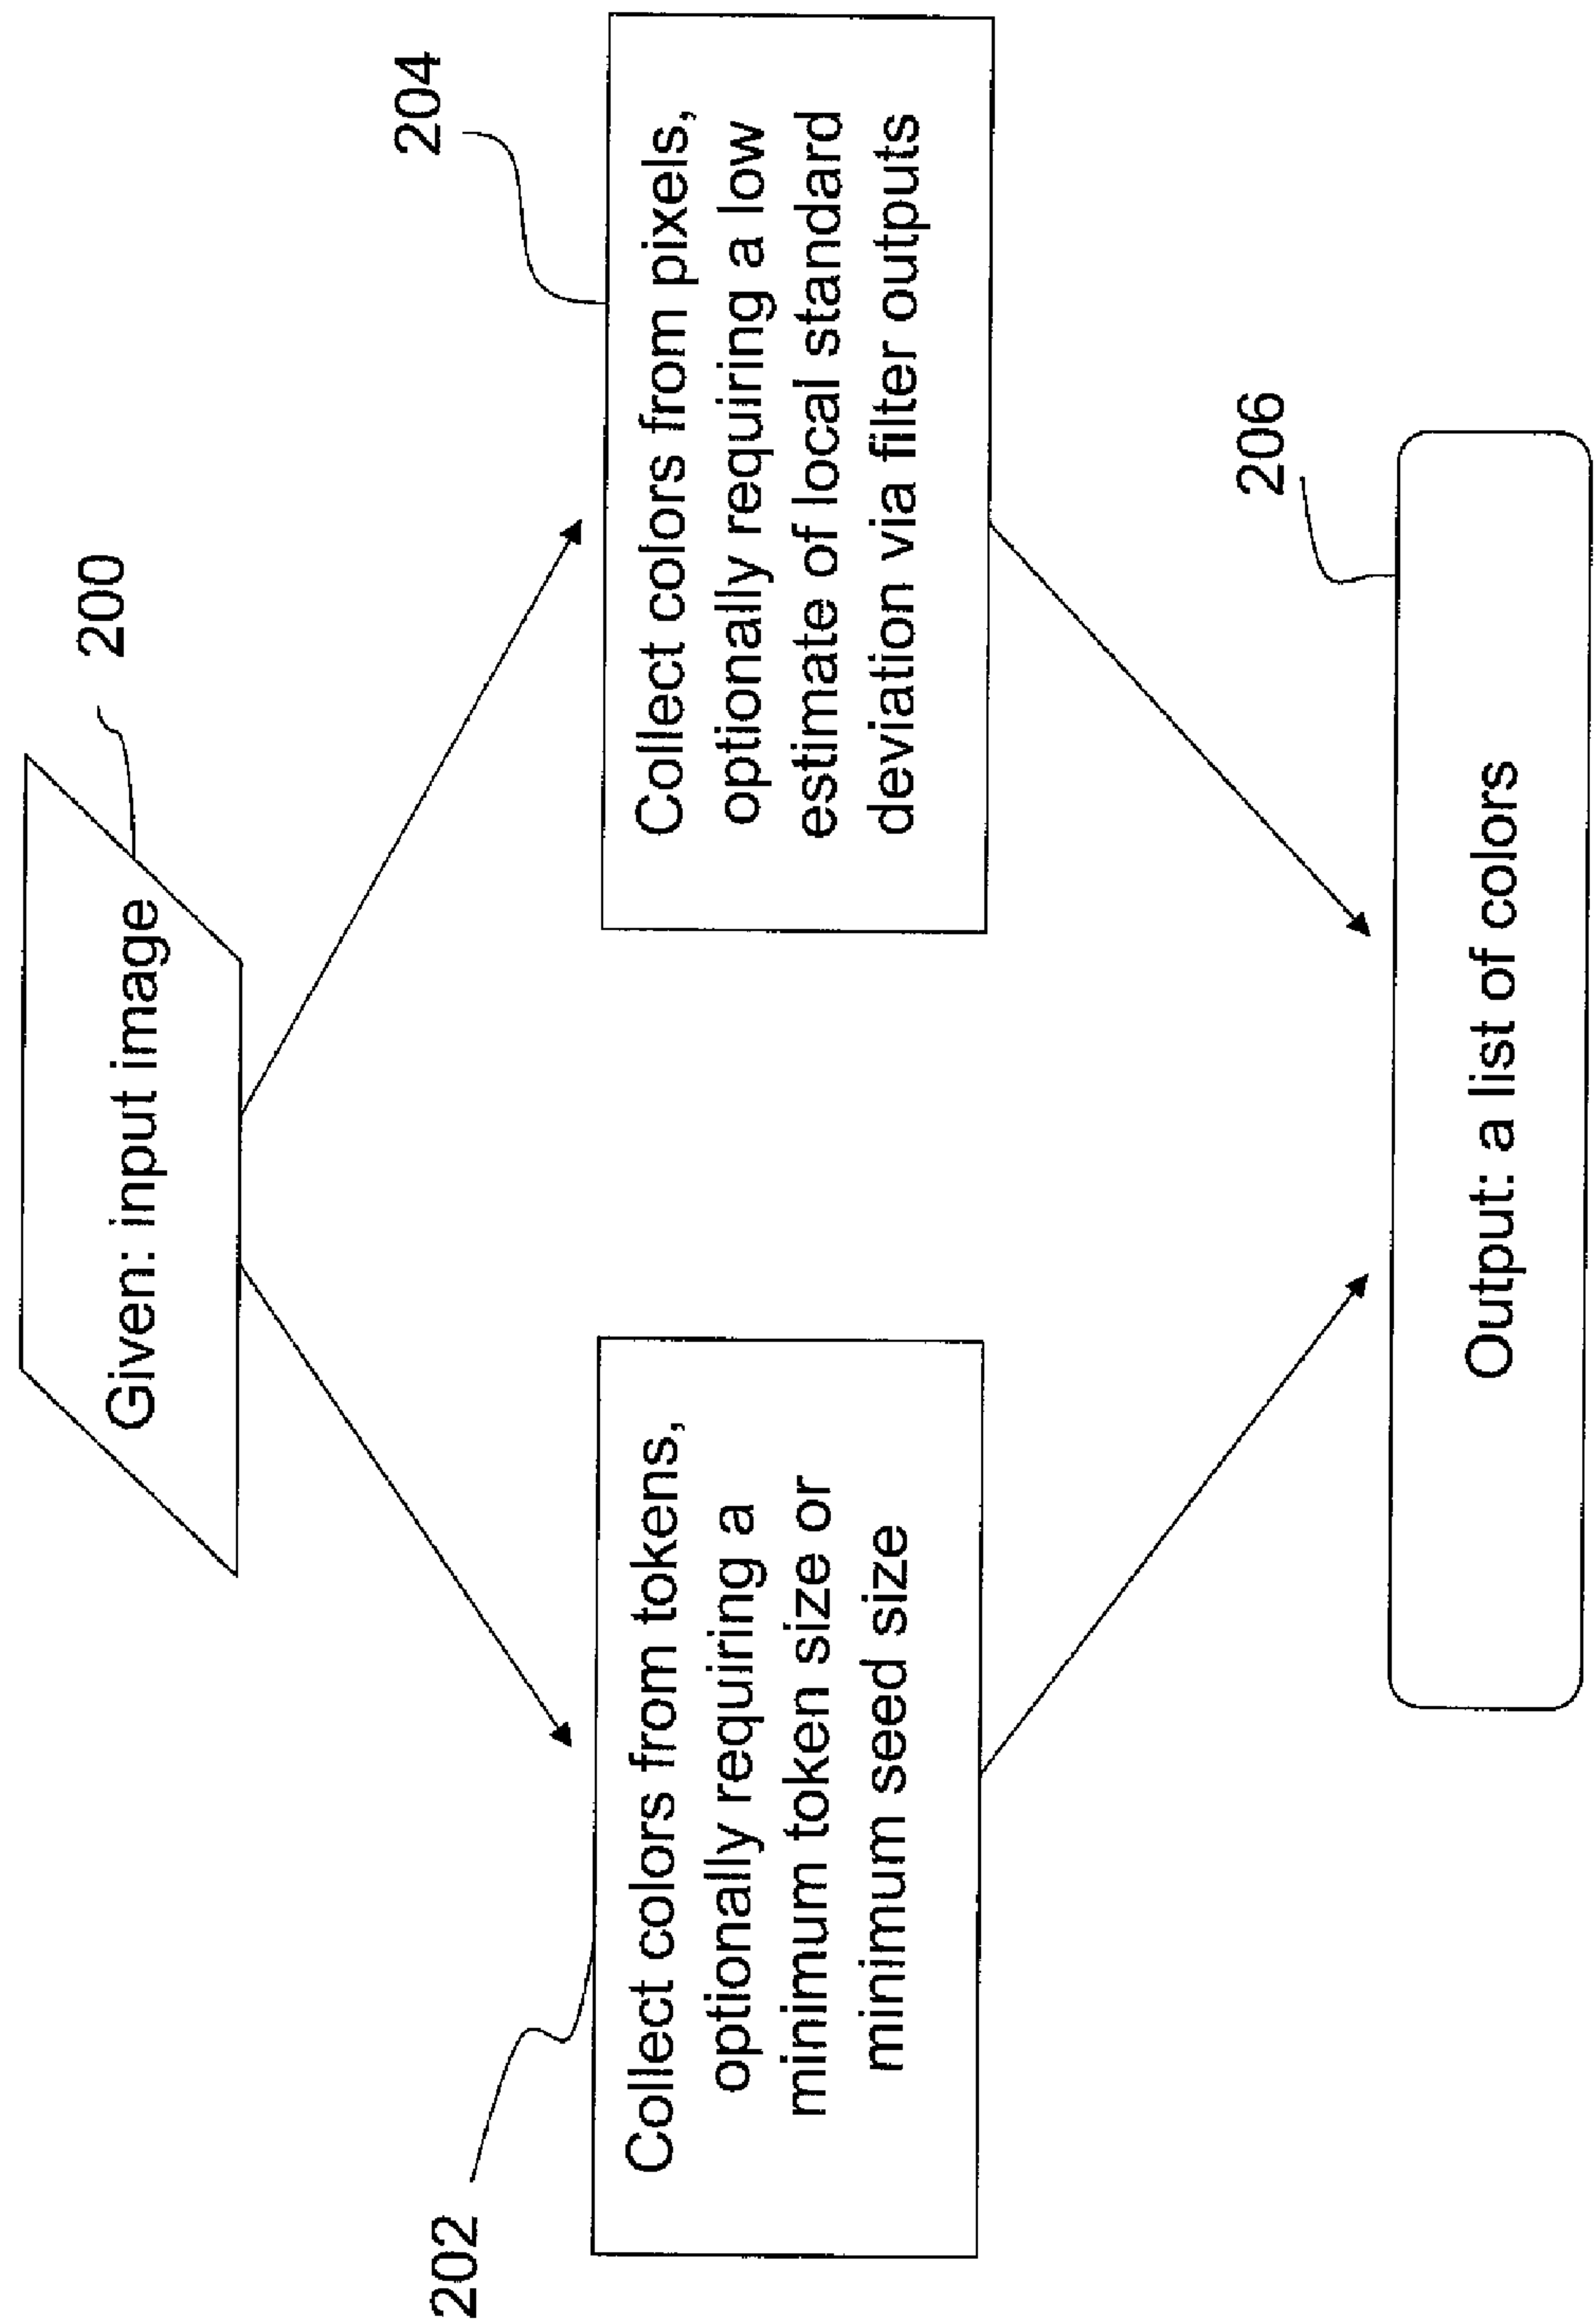 200
Given: input image
202
Collect colors from tokens,
optionally requiring a
minimum token size or
minimum seed size
204
Collect colors from pixels,
optionally requiring a low
estimate of local standard
deviation via filter outputs
206
Output: a list of colors